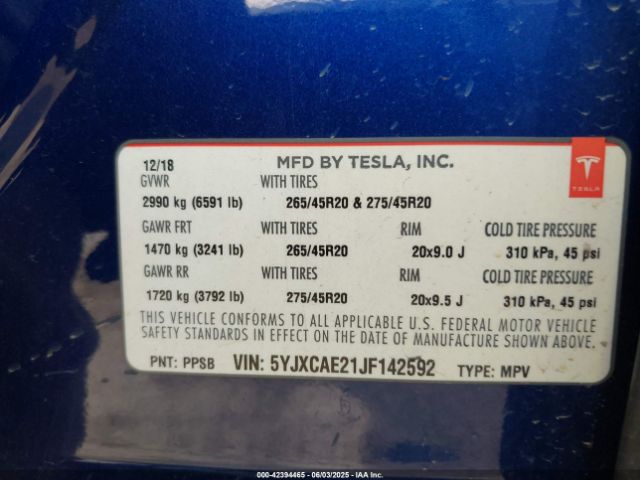 12/18 MFD BY TESLA, INC.
GVWR WITH TIRES
2990 kg (6591 lb) 265/45R20 & 275/45R20
GAWR FRT WITH TIRES RIM COLD TIRE PRESSURE
1470 kg (3241 lb) 265/45R20 20x9.0 J 310 kPa, 45 psi
GAWR RR WITH TIRES RIM COLD TIRE PRESSURE
1720 kg (3792 lb) 275/45R20 20x9.5 J 310 kPa, 45 psi
THIS VEHICLE CONFORMS TO ALL APPLICABLE U.S. FEDERAL MOTOR VEHICLE
SAFETY STANDARDS IN EFFECT ON THE DATE OF MANUFACTURE SHOWN ABOVE.
PNT: PPSB VIN: 5YJXCAE21JF142592 TYPE: MPV
TESLA
000-42394465 - 06/03/2025 - IAA Inc.